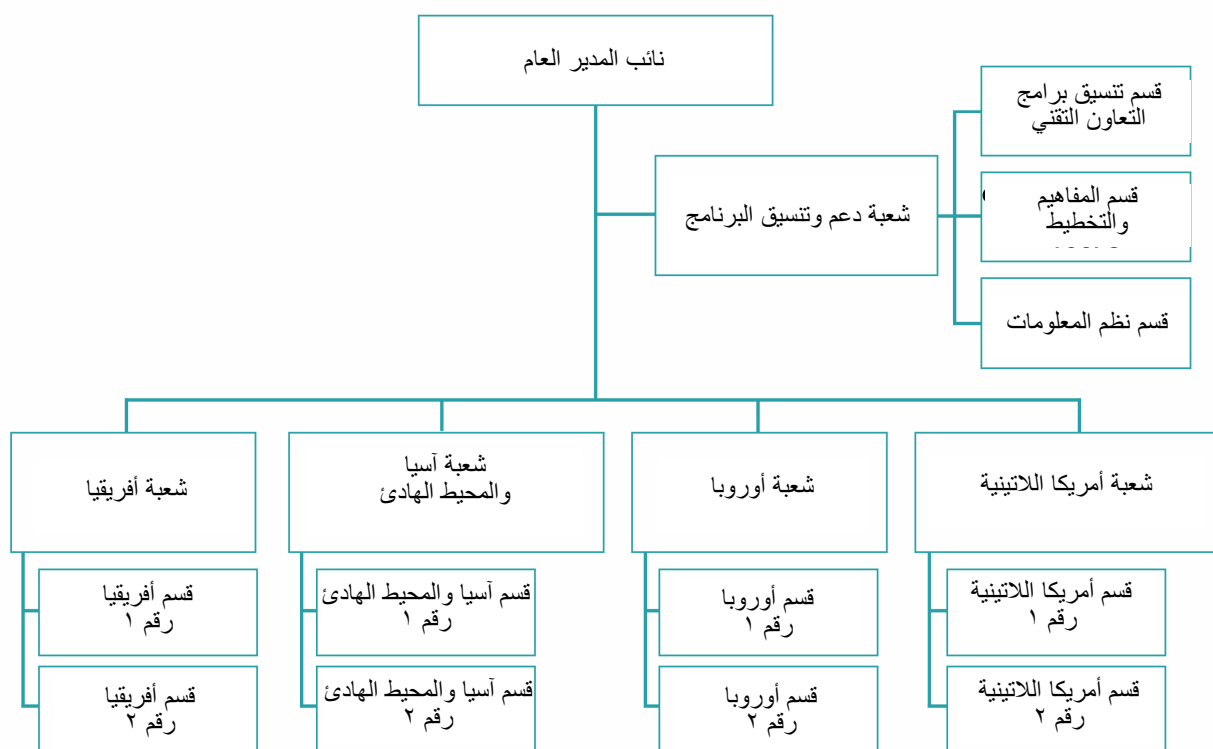 نائب المدير العام
قسم تنسيق برامج
التعاون التقني
شعبة دعم وتنسيق البرنامج
قسم المفاهيم
والتخطيط
قسم نظم المعلومات
شعبة أمريكا اللاتينية
شعبة أوروبا
شعبة آسيا
والمحيط الهادئ
شعبة أفريقيا
قسم أمريكا اللاتينية
رقم ١
قسم أوروبا
رقم ١
قسم آسيا والمحيط الهادئ
رقم ١
قسم أفريقيا
رقم ١
قسم أمريكا اللاتينية
رقم ٢
قسم أوروبا
رقم ٢
قسم آسيا والمحيط الهادئ
رقم ٢
قسم أفريقيا
رقم ٢